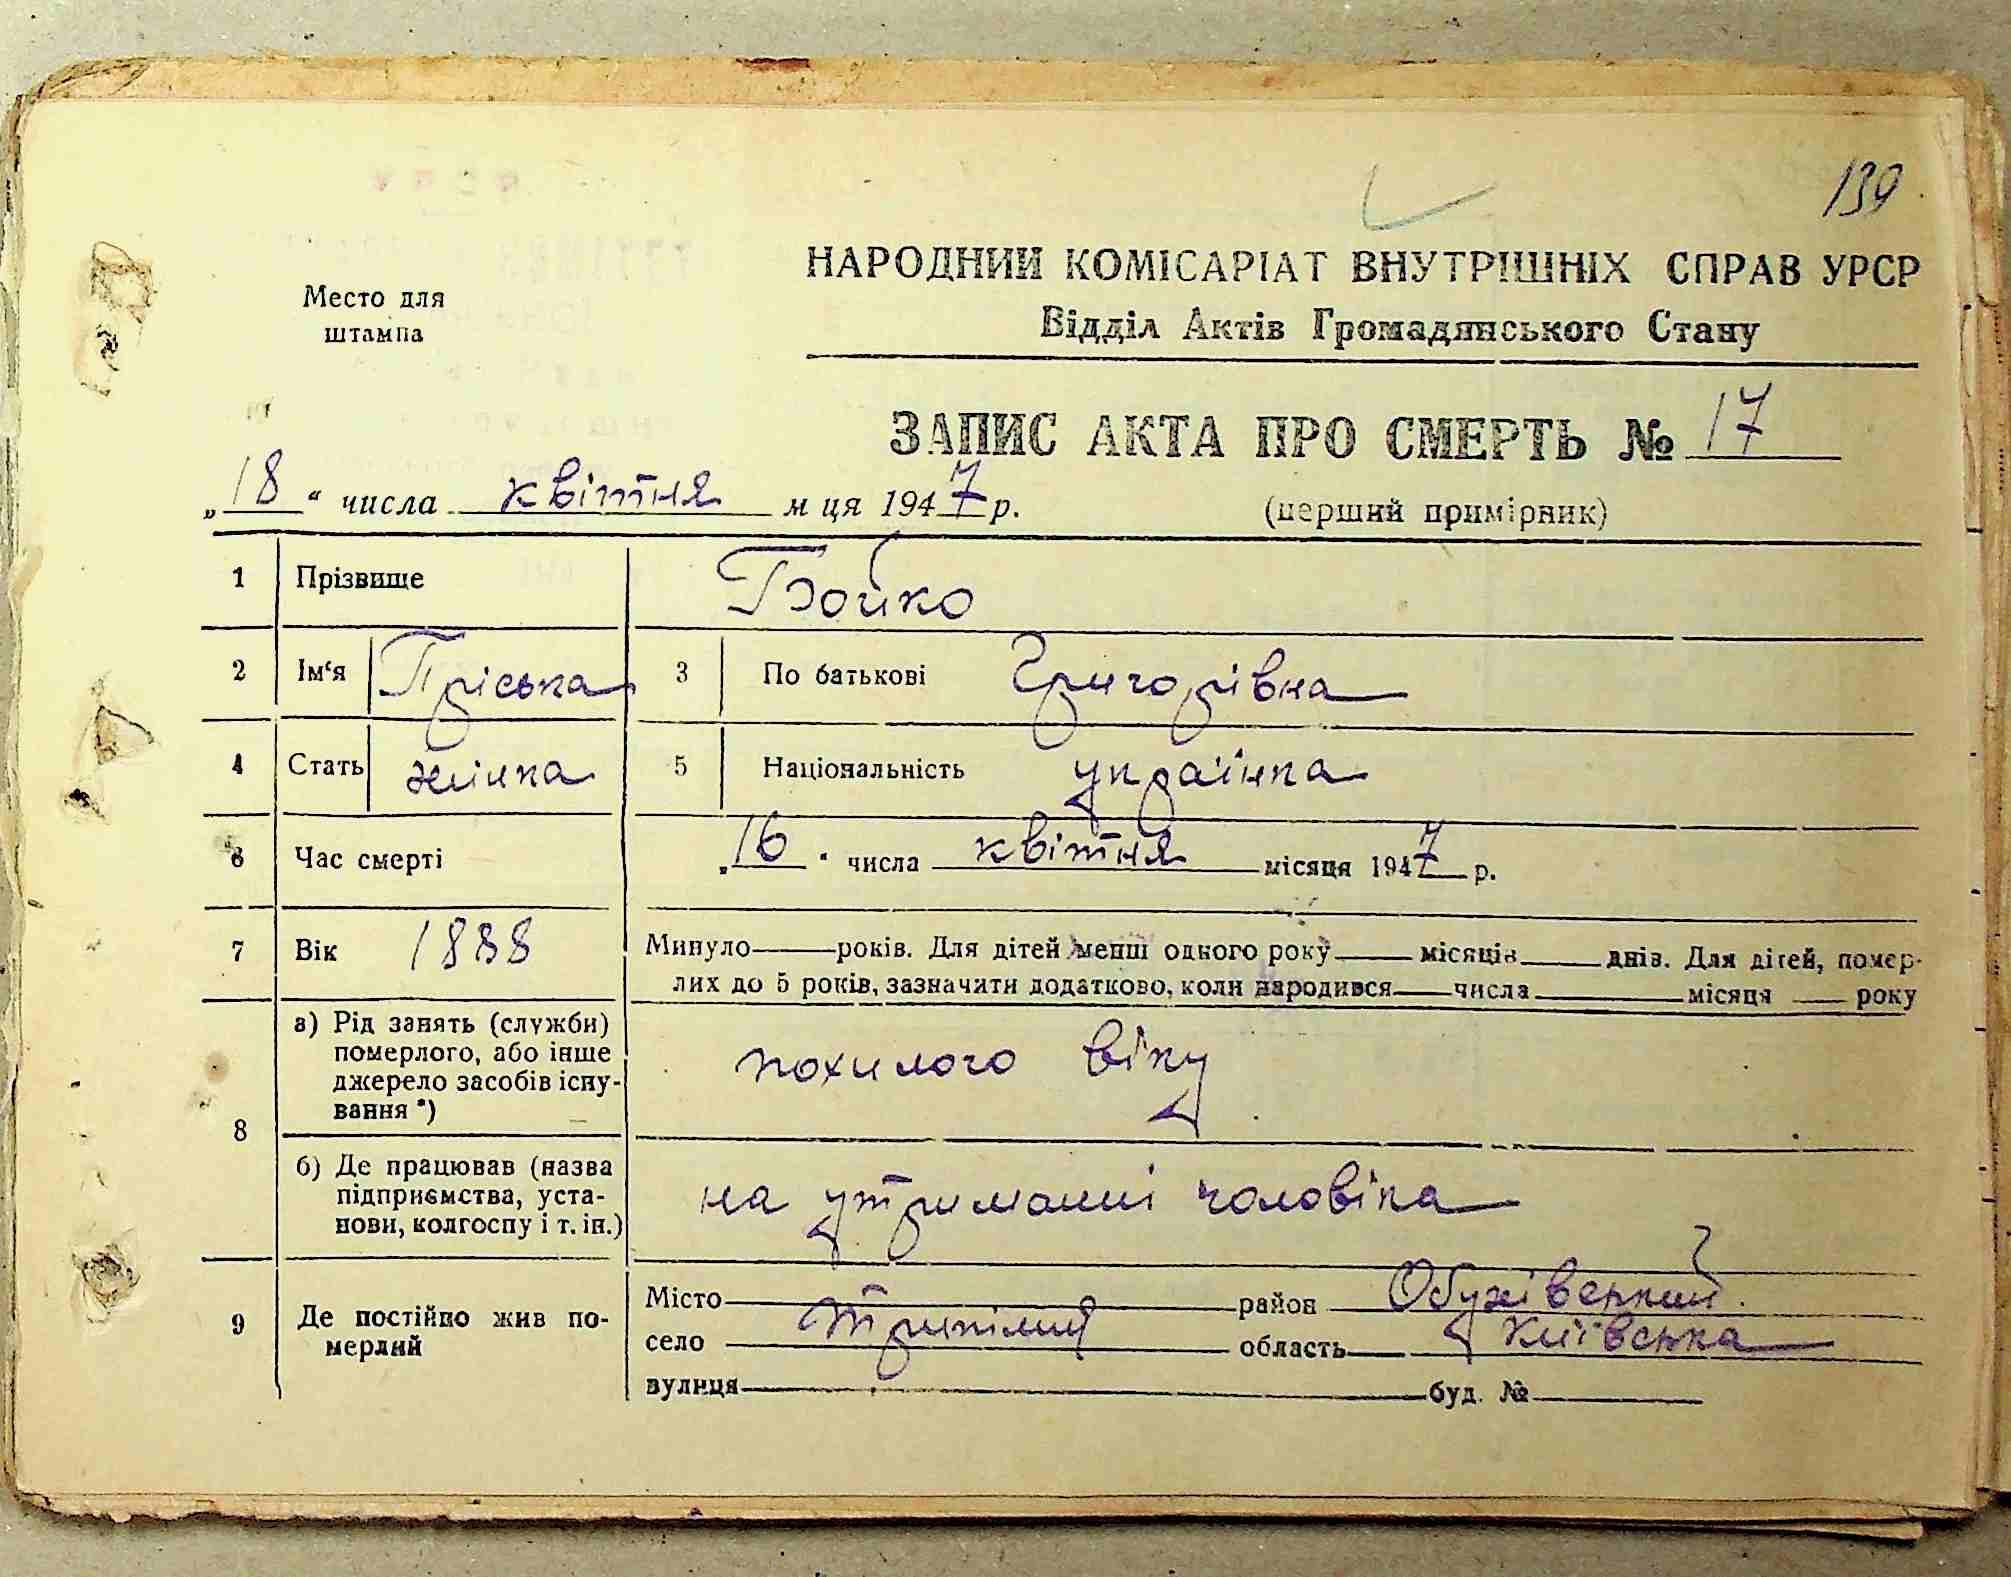 139
Место для
штампа
НАРОДНИЙ КОМІСАРІАТ ВНУТРІШНІХ СПРАВ УРСР
Відділ Актів Громадянського Стану
ЗАПИС АКТА ПРО СМЕРТЬ № 17
„18“ числа квітня м ця 1947 р.
(перший примірник)
1 Прізвище Бойко
2 Ім‘я Пріська 3 По батькові Григорівна
4 Стать жінка 5 Національність українка
6 Час смерті „16“ числа квітня місяця 1947 р.
7 Вік 1888 Минуло років. Для дітей менш одного року місяців днів. Для дітей, помер-
лих до 5 років, зазначити додатково, коли народився числа місяця року
8 а) Рід занять (служби)
померлого, або інше
джерело засобів існу-
вання *)
похилого віку
б) Де працював (назва
підприємства, уста-
нови, колгоспу і т. ін.)
на утриманні чоловіка
9 Де постійно жив по-
мерлий
Місто район Обухівский
село область Київська
вулиця буд. №